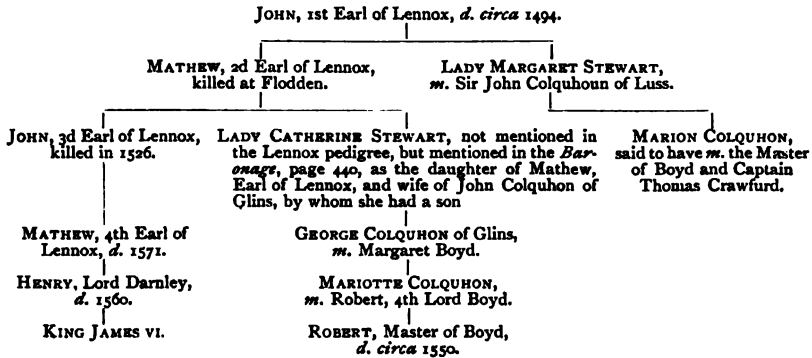 JOHN, 1st Earl of Lennox, d. circa 1494.
MATHEW, 2d Earl of Lennox,
killed at Flodden.
LADY MARGARET STEWART,
m. Sir John Colquhoun of Luss.
JOHN, 3d Earl of Lennox,
killed in 1526.
LADY CATHERINE STEWART, not mentioned in
the Lennox pedigree, but mentioned in the Bar-
onage, page 440, as the daughter of Mathew,
Earl of Lennox, and wife of John Colquhon of
Glins, by whom she had a son
MARION COLQUHON,
said to have m. the Master
of Boyd and Captain
Thomas Crawfurd.
MATHEW, 4th Earl of
Lennox, d. 1571.
GEORGE COLQUHON of Glins,
m. Margaret Boyd.
HENRY, Lord Darnley,
d. 1560.
MARIOTTE COLQUHON,
m. Robert, 4th Lord Boyd.
KING JAMES VI.
ROBERT, Master of Boyd,
d. circa 1550.